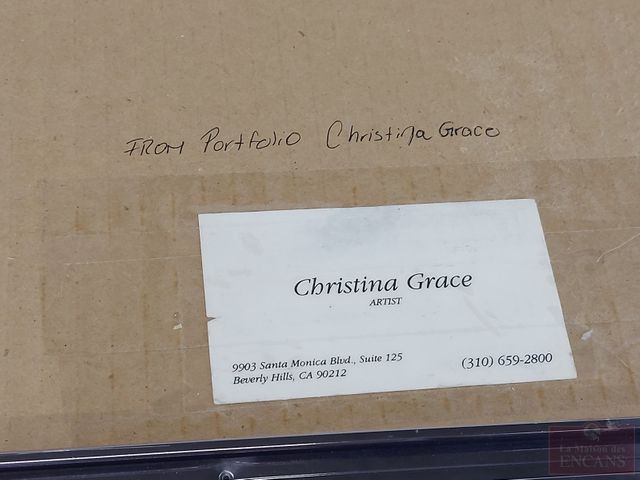 FROM Portfolio Christina Grace
Christina Grace
ARTIST
9903 Santa Monica Blvd., Suite 125
Beverly Hills, CA 90212
(310) 659-2800
La Maison des
ENCANS